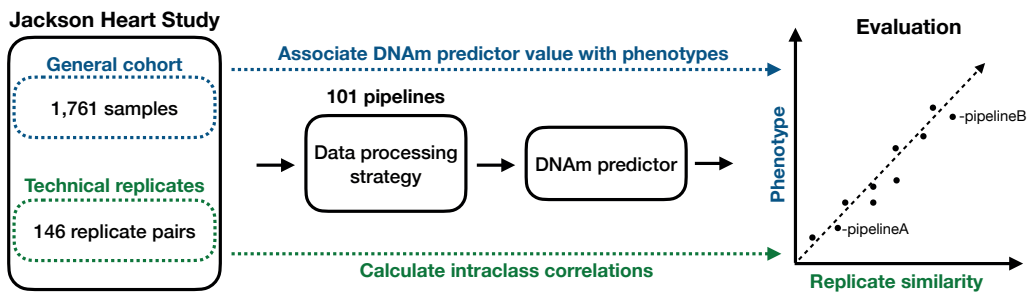 Jackson Heart Study
General cohort
1,761 samples
Technical replicates
146 replicate pairs
Associate DNAm predictor value with phenotypes
101 pipelines
Data processing
strategy
DNAm predictor
Calculate intraclass correlations
Evaluation
Phenotype
-pipelineB
-pipelineA
Replicate similarity